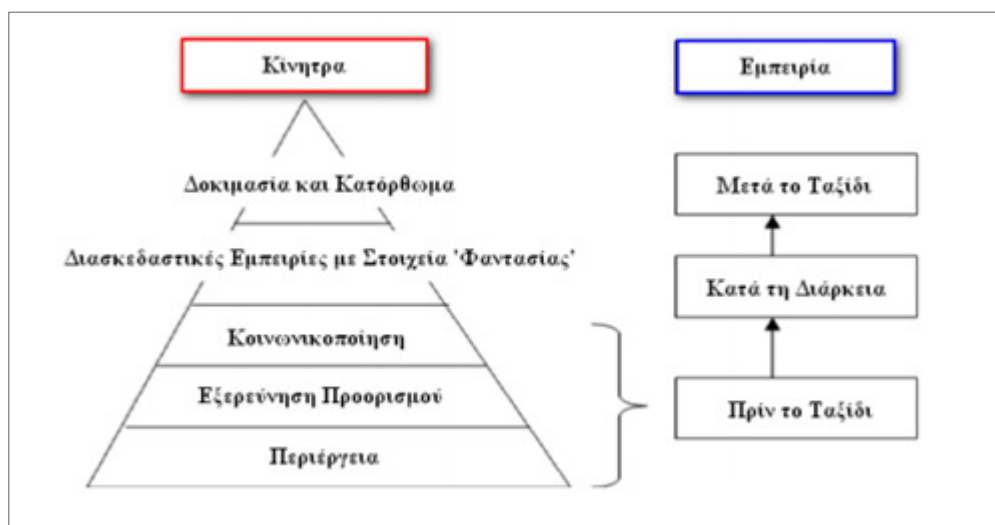 Κίνητρα
Δοκιμασία και Κατόρθωμα
Διασκεδαστικές Εμπειρίες με Στοιχεία 'Φαντασίας'
Κοινωνικοποίηση
Εξερεύνηση Προορισμού
Περιέργεια
Εμπειρία
Μετά το Ταξίδι
Κατά τη Διάρκεια
Πρίν το Ταξίδι